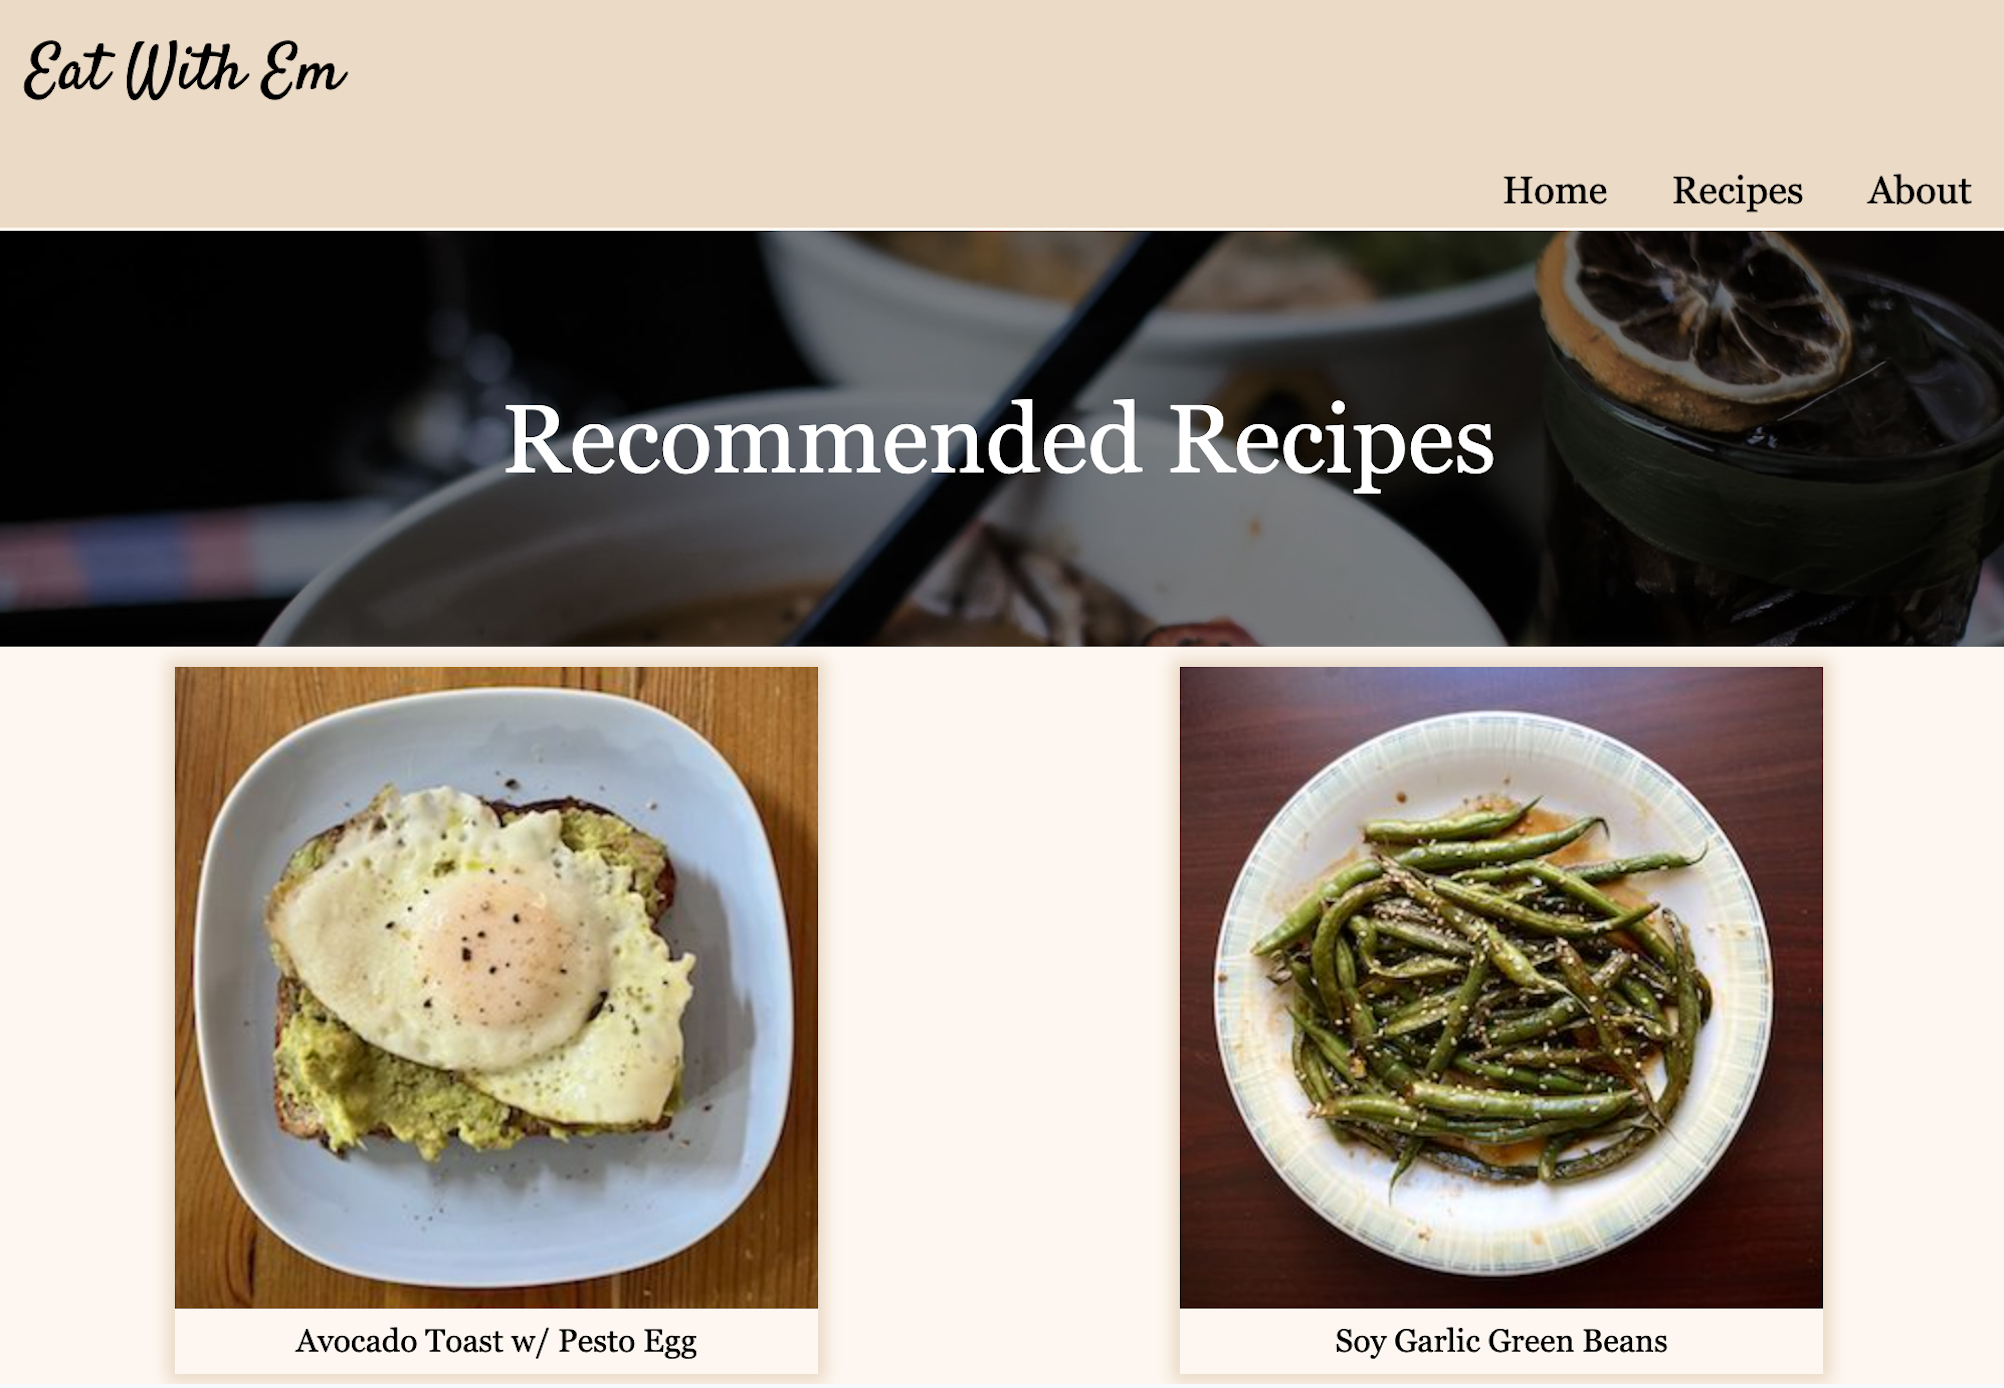 Eat With Em
Home Recipes About
Recommended Recipes
Avocado Toast w/ Pesto Egg
Soy Garlic Green Beans